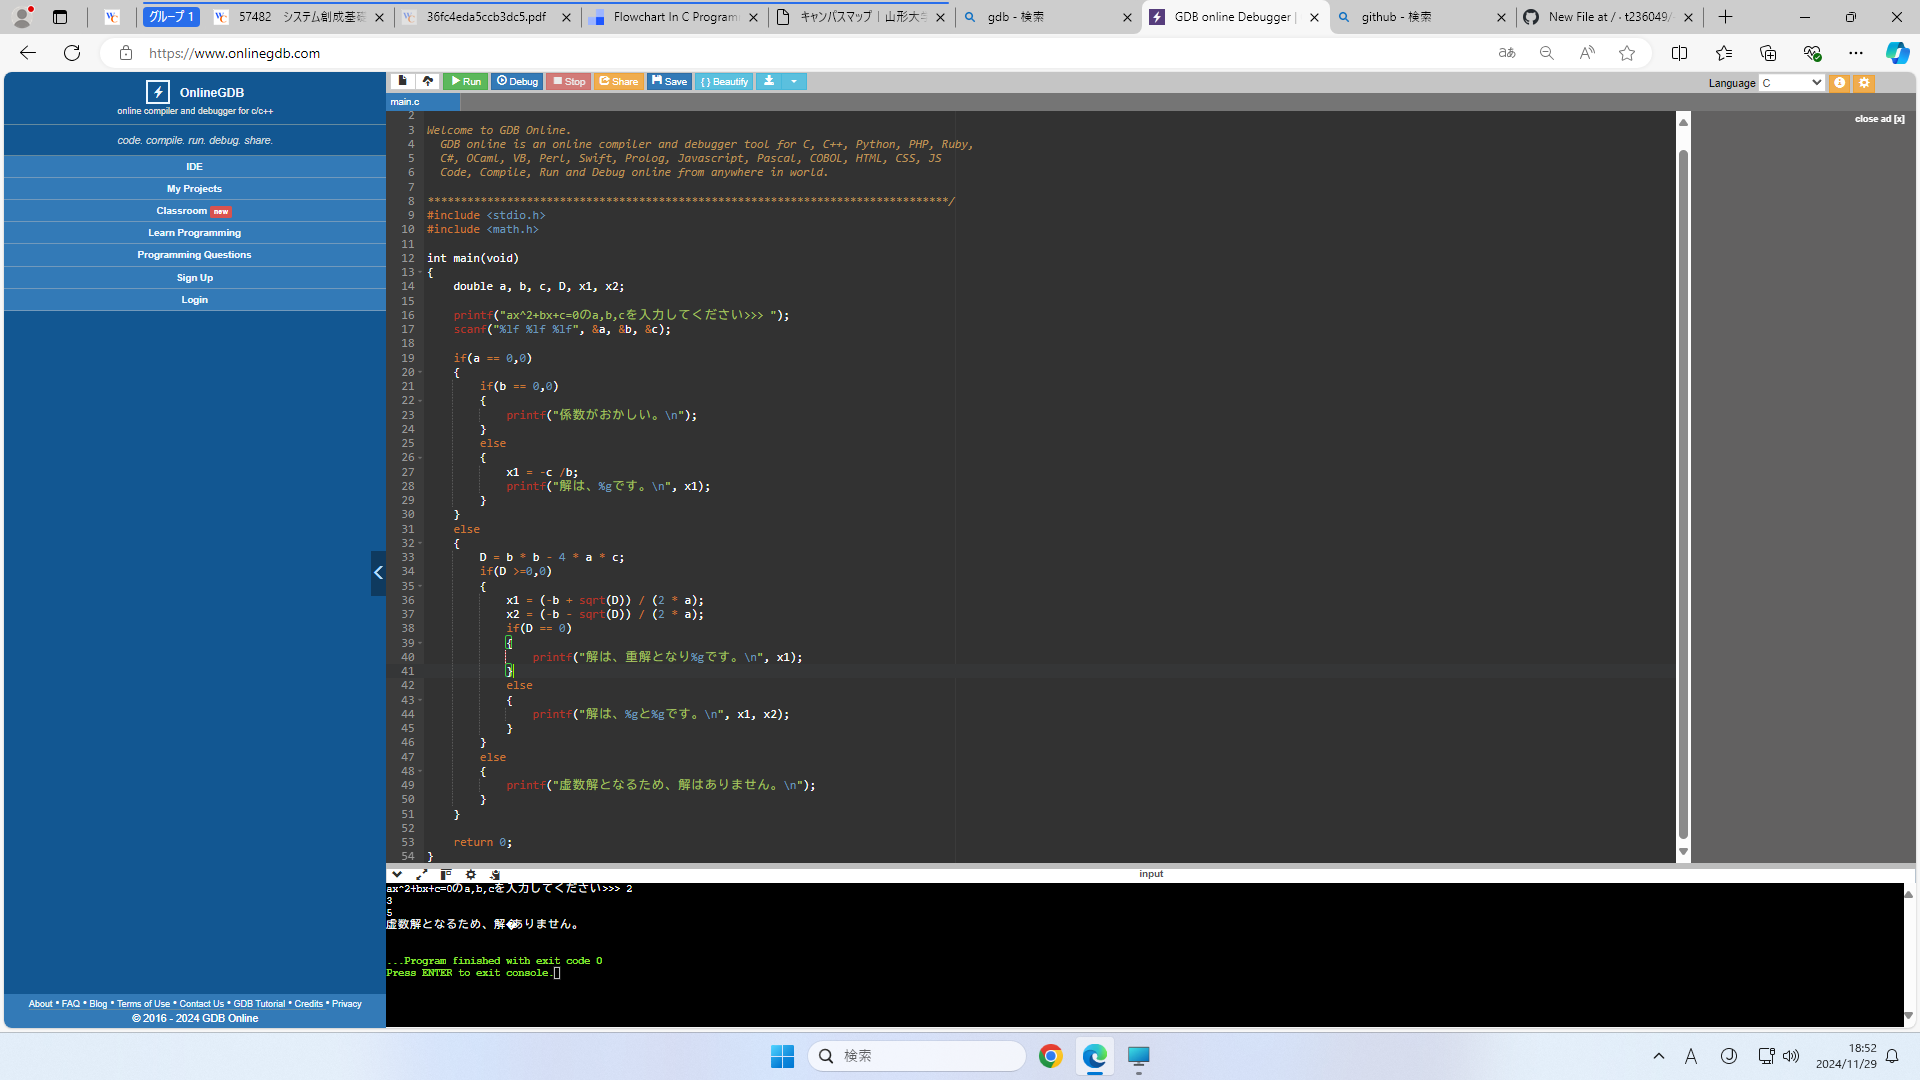 グループ 1
57482 システム創成基礎
36fc4eda5ccb3dc5.pdf
Flowchart In C Programm
キャンパスマップ｜山形大学
gdb - 検索
GDB online Debugger |
github - 検索
New File at / · t236049/
https://www.onlinegdb.com
OnlineGDB
online compiler and debugger for c/c++
code. compile. run. debug. share.
IDE
My Projects
Classroom new
Learn Programming
Programming Questions
Sign Up
Login
About • FAQ • Blog • Terms of Use • Contact Us • GDB Tutorial • Credits • Privacy
© 2016 - 2024 GDB Online
Run
Debug
Stop
Share
Save
{ } Beautify
Language C
main.c
close ad [x]
2
3 Welcome to GDB Online.
4 GDB online is an online compiler and debugger tool for C, C++, Python, PHP, Ruby,
5 C#, OCaml, VB, Perl, Swift, Prolog, Javascript, Pascal, COBOL, HTML, CSS, JS
6 Code, Compile, Run and Debug online from anywhere in world.
7
8 *******************************************************************************/
9 #include <stdio.h>
10 #include <math.h>
11
12 int main(void)
13 {
14 double a, b, c, D, x1, x2;
15
16 printf("ax^2+bx+c=0のa,b,cを入力してください>>> ");
17 scanf("%lf %lf %lf", &a, &b, &c);
18
19 if(a == 0,0)
20 {
21 if(b == 0,0)
22 {
23 printf("係数がおかしい。\n");
24 }
25 else
26 {
27 x1 = -c /b;
28 printf("解は、%gです。\n", x1);
29 }
30 }
31 else
32 {
33 D = b * b - 4 * a * c;
34 if(D >=0,0)
35 {
36 x1 = (-b + sqrt(D)) / (2 * a);
37 x2 = (-b - sqrt(D)) / (2 * a);
38 if(D == 0)
39 {
40 printf("解は、重解となり%gです。\n", x1);
41 }
42 else
43 {
44 printf("解は、%gと%gです。\n", x1, x2);
45 }
46 }
47 else
48 {
49 printf("虚数解となるため、解はありません。\n");
50 }
51 }
52
53 return 0;
54 }
input
ax^2+bx+c=0のa,b,cを入力してください>>> 2
3
5
虚数解となるため、解�ありません。
...Program finished with exit code 0
Press ENTER to exit console.
検索
A
18:52
2024/11/29